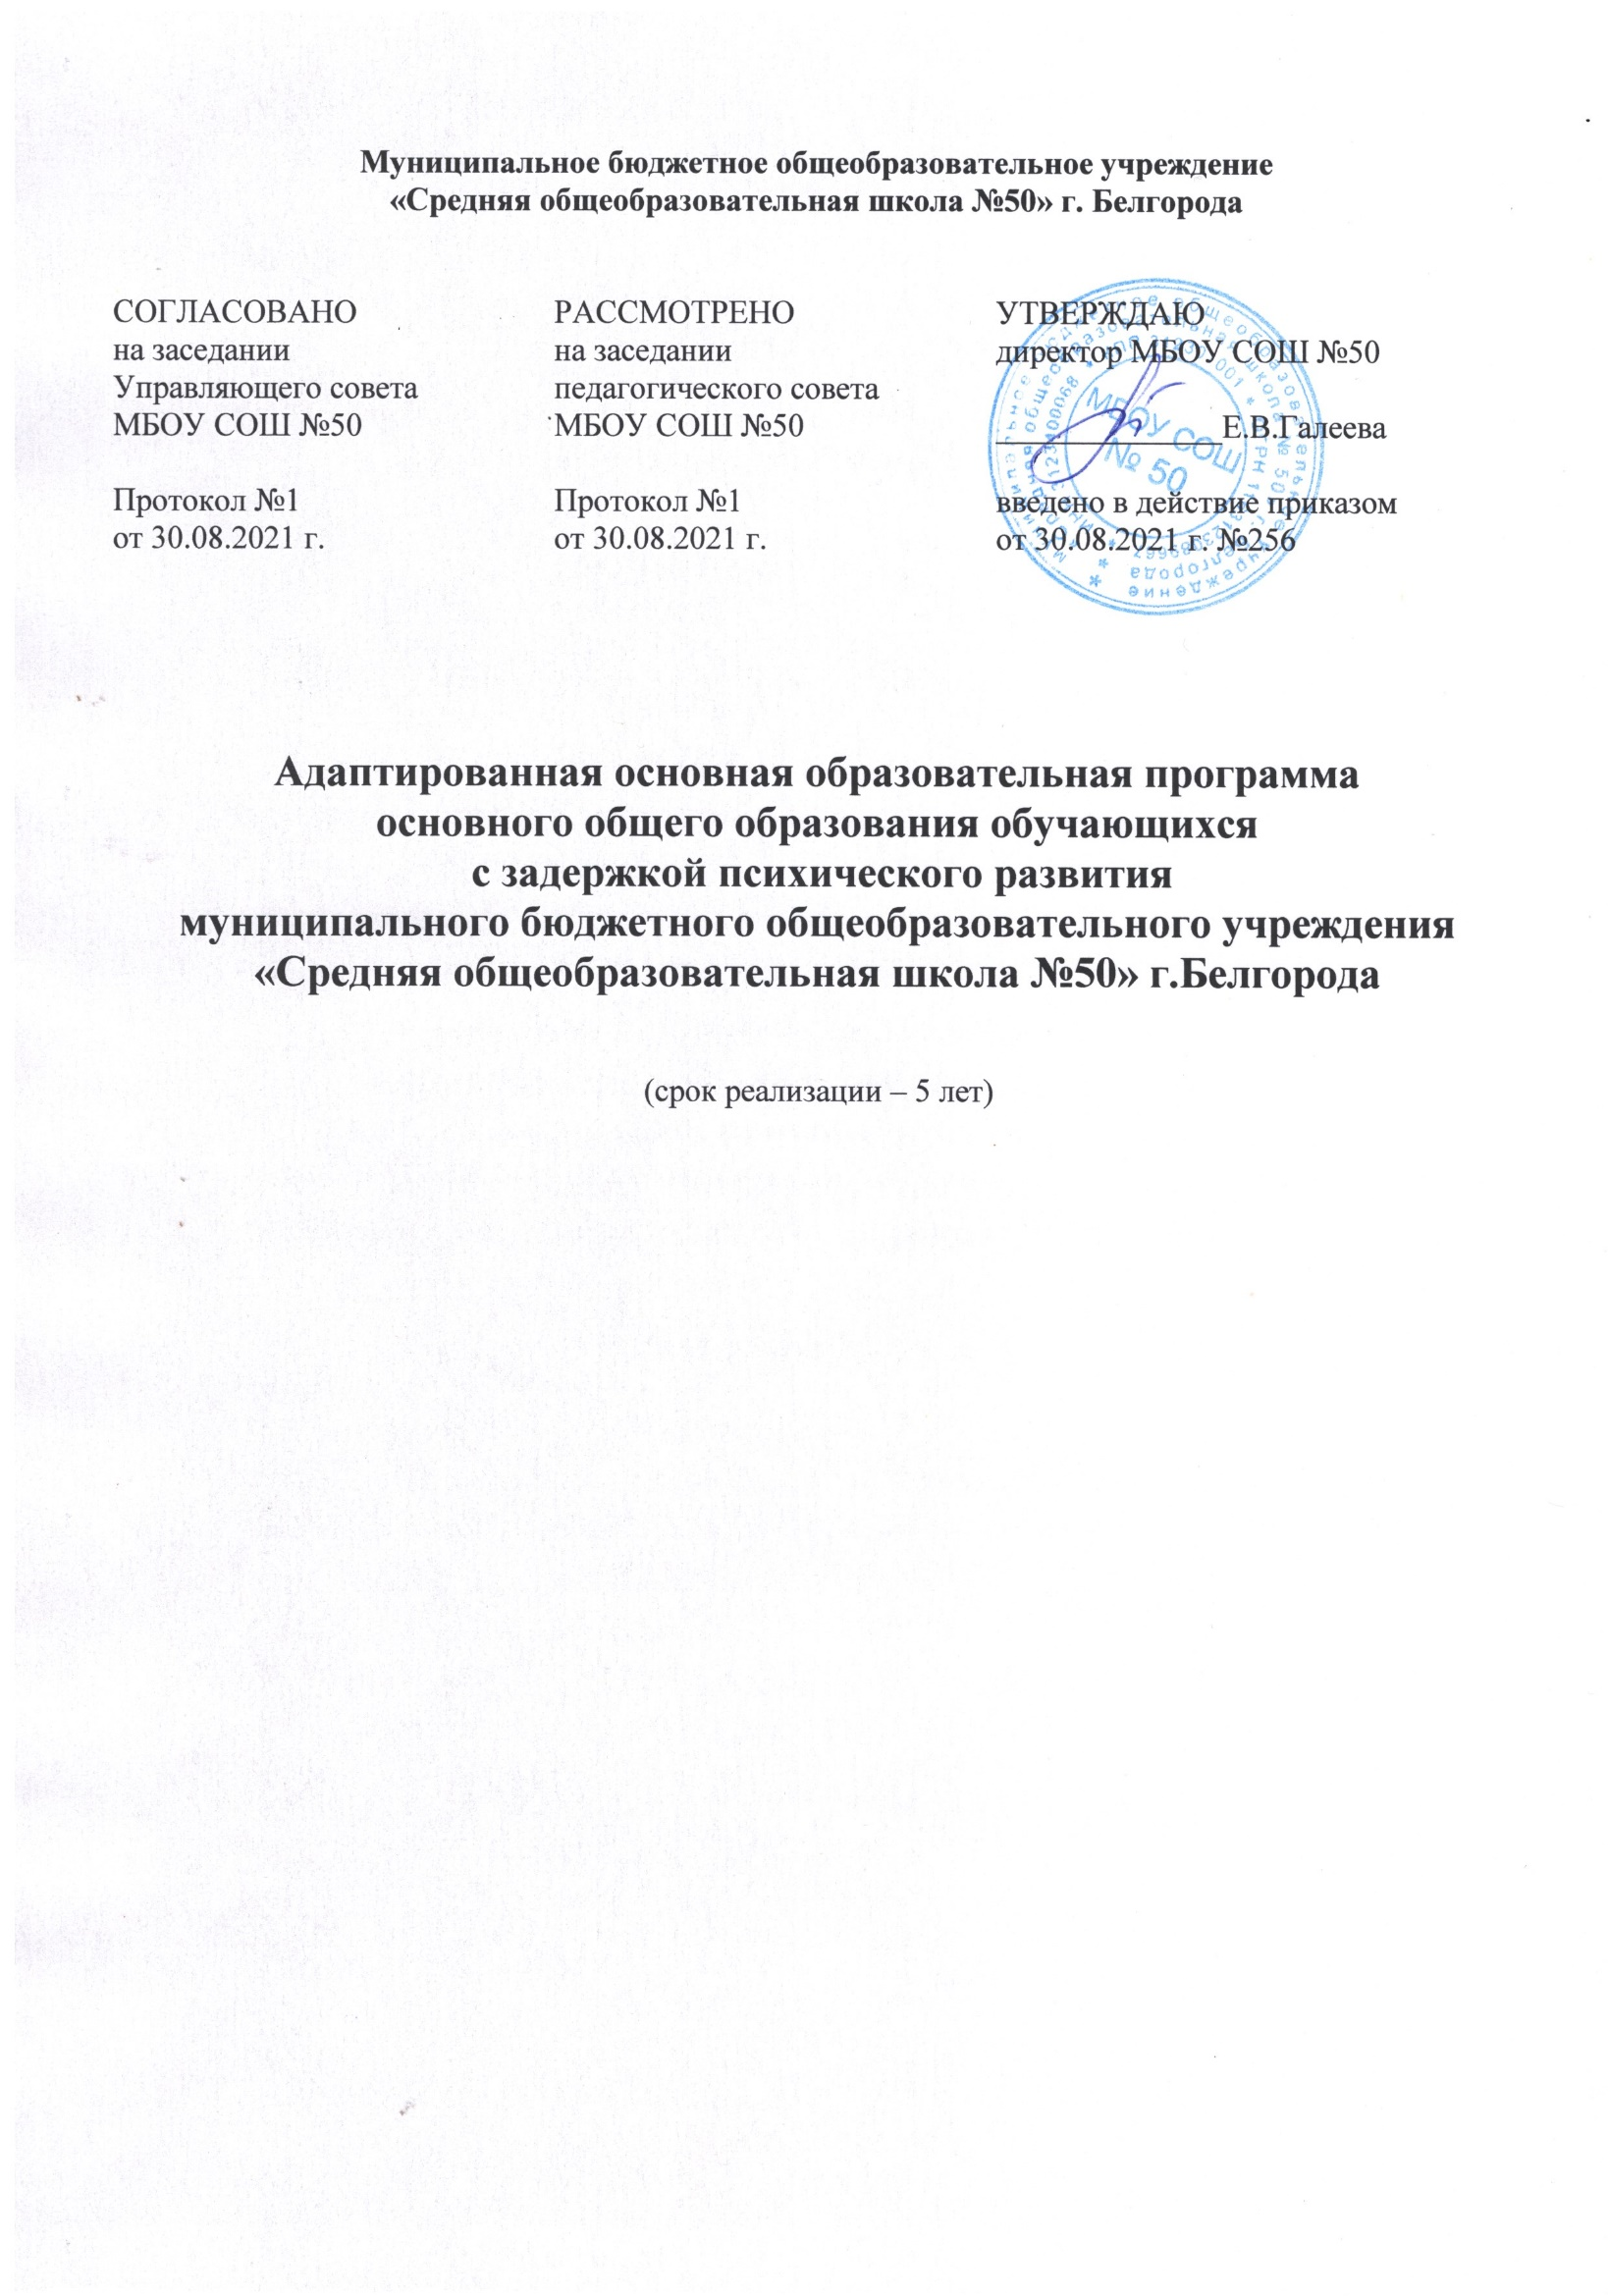 Муниципальное бюджетное общеобразовательное учреждение
«Средняя общеобразовательная школа №50» г. Белгорода
СОГЛАСОВАНО
на заседании
Управляющего совета
МБОУ СОШ №50
Протокол №1
от 30.08.2021 г.
РАССМОТРЕНО
на заседании
педагогического совета
МБОУ СОШ №50
Протокол №1
от 30.08.2021 г.
УТВЕРЖДАЮ
директор МБОУ СОШ №50
Е.В.Галеева
введено в действие приказом
от 30.08.2021 г. №256
МБОУ СОШ
№ 50
Адаптированная основная образовательная программа
основного общего образования обучающихся
с задержкой психического развития
муниципального бюджетного общеобразовательного учреждения
«Средняя общеобразовательная школа №50» г.Белгорода
(срок реализации – 5 лет)